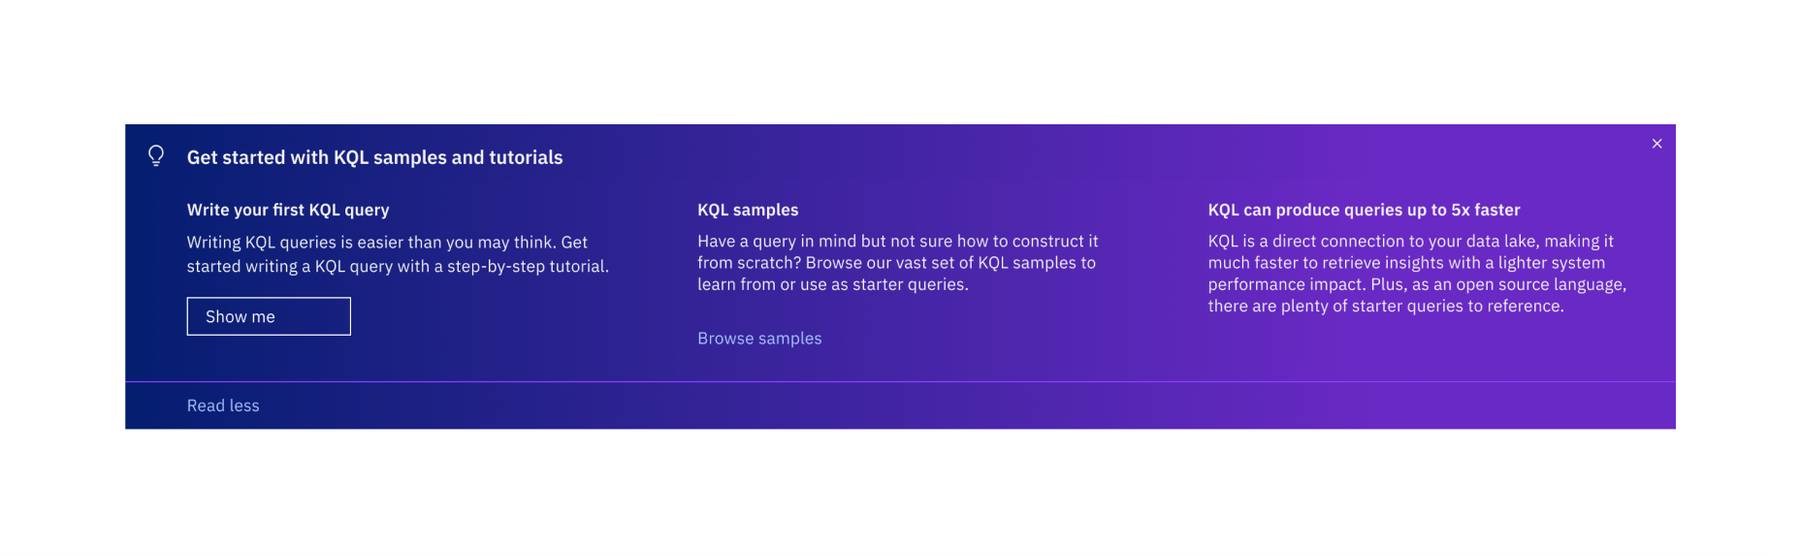 Get started with KQL samples and tutorials
Write your first KQL query
Writing KQL queries is easier than you may think. Get
started writing a KQL query with a step-by-step tutorial.
Show me
KQL samples
Have a query in mind but not sure how to construct it
from scratch? Browse our vast set of KQL samples to
learn from or use as starter queries.
Browse samples
KQL can produce queries up to 5x faster
KQL is a direct connection to your data lake, making it
much faster to retrieve insights with a lighter system
performance impact. Plus, as an open source language,
there are plenty of starter queries to reference.
Read less